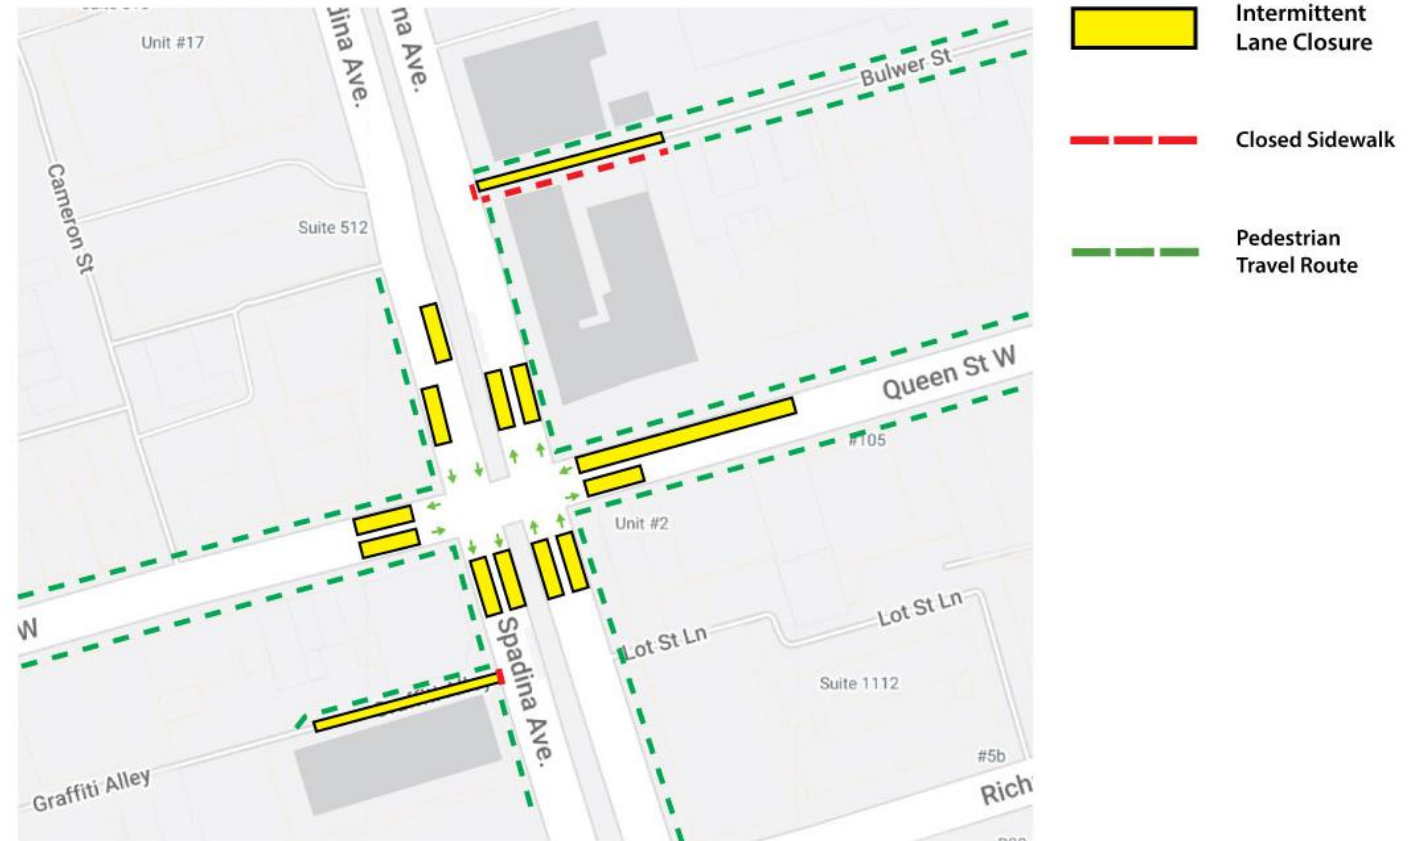 Unit #17
dina Ave.
na Ave.
Bulwer St
Cameron St
Suite 512
Queen St W
#105
Unit #2
W
Lot St Ln
Lot St Ln
Spadina Ave.
Suite 1112
Graffiti Alley
#5b
Rich
Intermittent
Lane Closure
Closed Sidewalk
Pedestrian
Travel Route